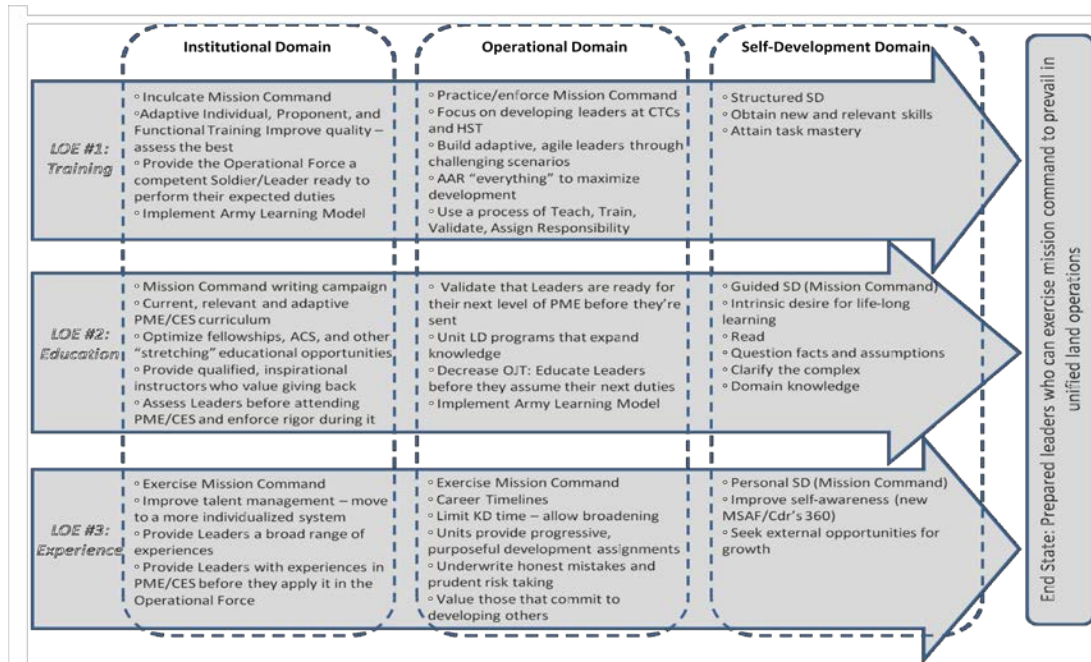 Institutional Domain
Operational Domain
Self-Development Domain
LOE #1:
Training
◦ Inculcate Mission Command
◦Adaptive Individual, Proponent, and
Functional Training Improve quality –
assess the best
◦ Provide the Operational Force a
competent Soldier/Leader ready to
perform their expected duties
◦ Implement Army Learning Model
◦ Practice/enforce Mission Command
◦ Focus on developing leaders at CTCs
and HST
◦ Build adaptive, agile leaders through
challenging scenarios
◦ AAR “everything” to maximize
development
◦ Use a process of Teach, Train,
Validate, Assign Responsibility
◦ Structured SD
◦ Obtain new and relevant skills
◦ Attain task mastery
LOE #2:
Education
◦ Mission Command writing campaign
◦ Current, relevant and adaptive
PME/CES curriculum
◦ Optimize fellowships, ACS, and other
“stretching” educational opportunities
◦ Provide qualified, inspirational
instructors who value giving back
◦ Assess Leaders before attending
PME/CES and enforce rigor during it
◦ Validate that Leaders are ready for
their next level of PME before they’re
sent
◦ Unit LD programs that expand
knowledge
◦ Decrease OJT: Educate Leaders
before they assume their next duties
◦ Implement Army Learning Model
◦ Guided SD (Mission Command)
◦ Intrinsic desire for life-long
learning
◦ Read
◦ Question facts and assumptions
◦ Clarify the complex
◦ Domain knowledge
LOE #3:
Experience
◦ Exercise Mission Command
◦ Improve talent management – move
to a more individualized system
◦ Provide Leaders a broad range of
experiences
◦ Provide Leaders with experiences in
PME/CES before they apply it in the
Operational Force
◦ Exercise Mission Command
◦ Career Timelines
◦ Limit KD time – allow broadening
◦ Units provide progressive,
purposeful development assignments
◦ Underwrite honest mistakes and
prudent risk taking
◦ Value those that commit to
developing others
◦ Personal SD (Mission Command)
◦ Improve self-awareness (new
MSAF/Cdr’s 360)
◦ Seek external opportunities for
growth
End State: Prepared leaders who can exercise mission command to prevail in
unified land operations